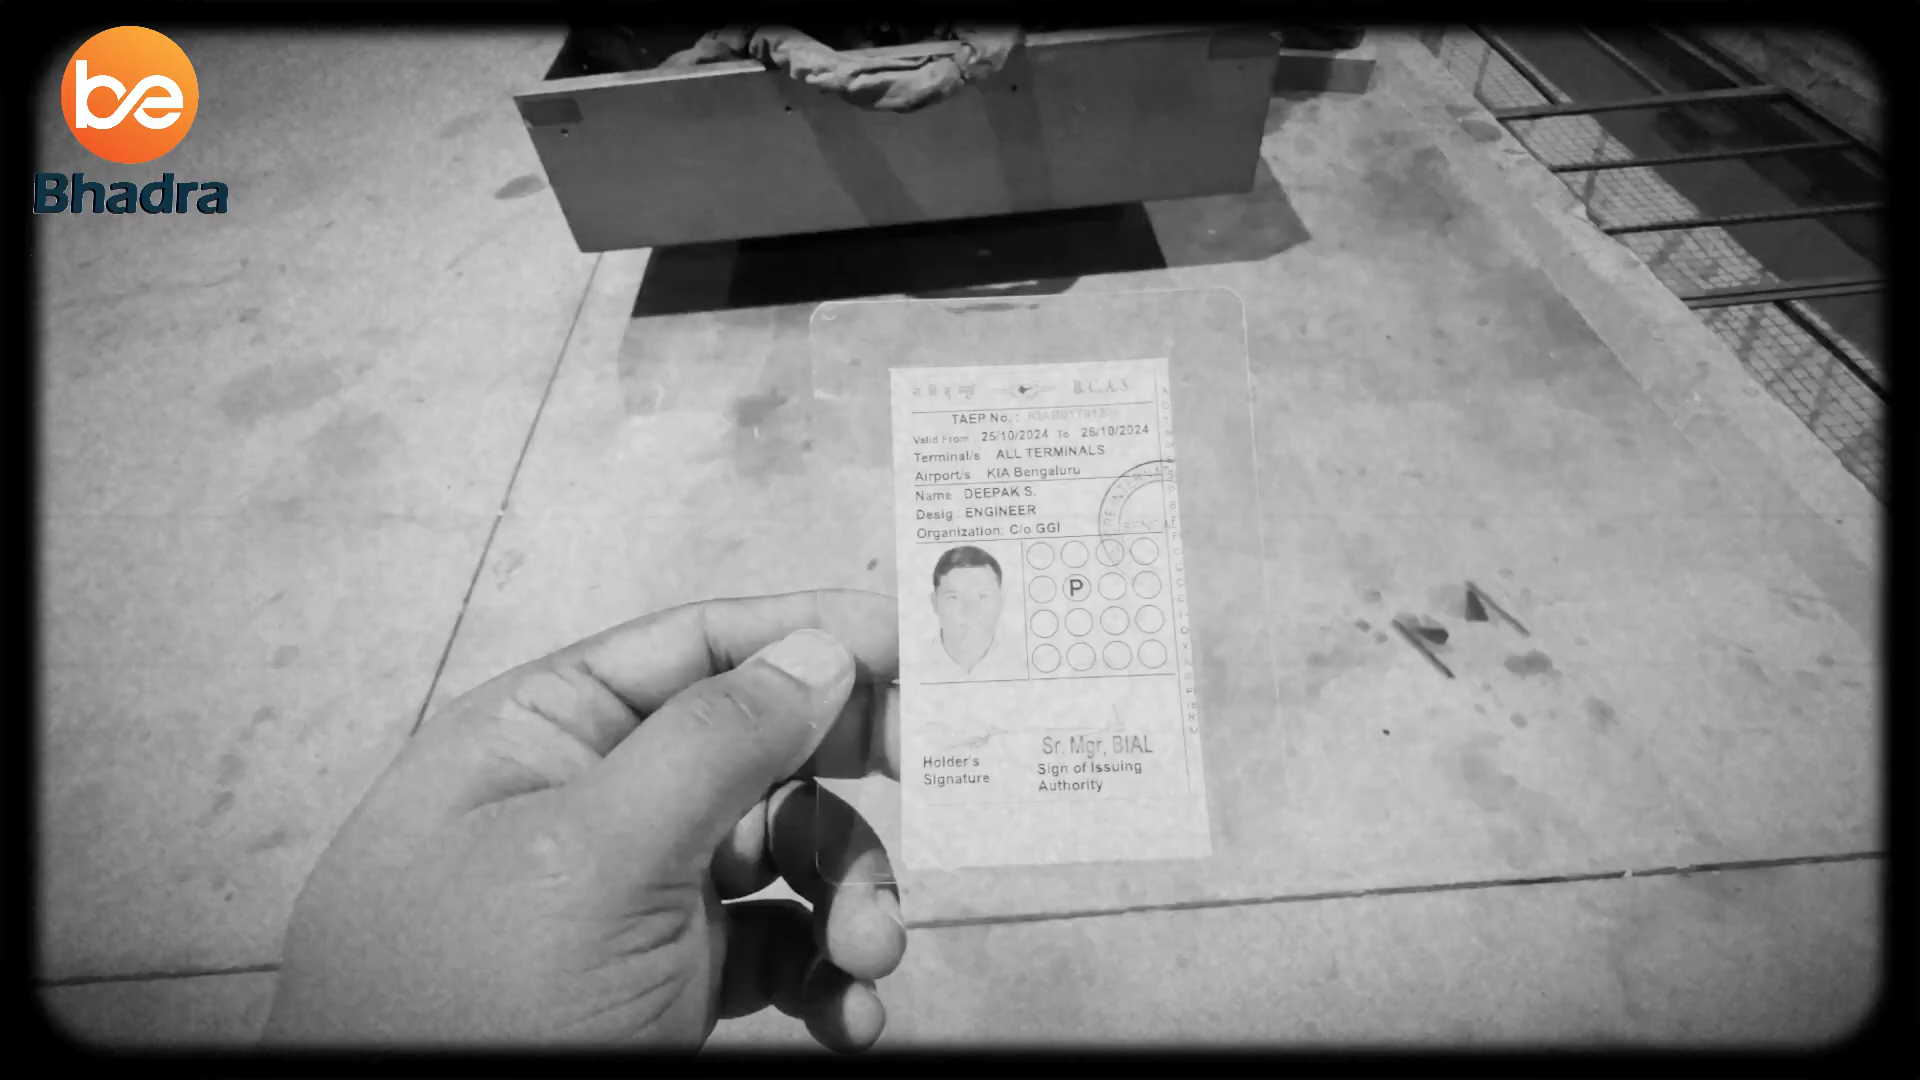 be
Bhadra
B.C.A.S.
TAEP No. :
Valid From : 25/10/2024 To 26/10/2024
Terminal/s ALL TERMINALS
Airport/s KIA Bengaluru
Name DEEPAK S.
Desig : ENGINEER
Organization: C/o GGI
P
Sr. Mgr, BIAL
Holder's
Signature
Sign of Issuing
Authority